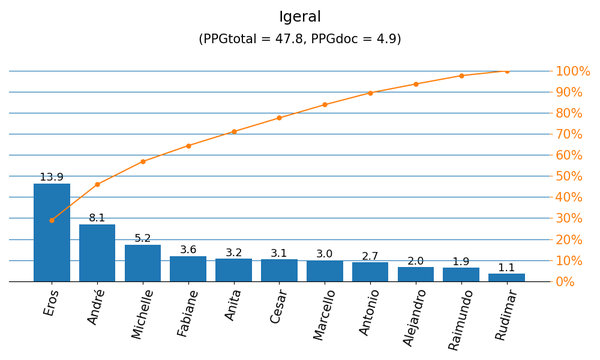 Igeral
(PPGtotal = 47.8, PPGdoc = 4.9)
100%
90%
80%
70%
60%
50%
40%
30%
20%
10%
0%
13.9
8.1
5.2
3.6
3.2
3.1
3.0
2.7
2.0
1.9
1.1
Eros
André
Michelle
Fabiane
Anita
Cesar
Marcello
Antonio
Alejandro
Raimundo
Rudimar